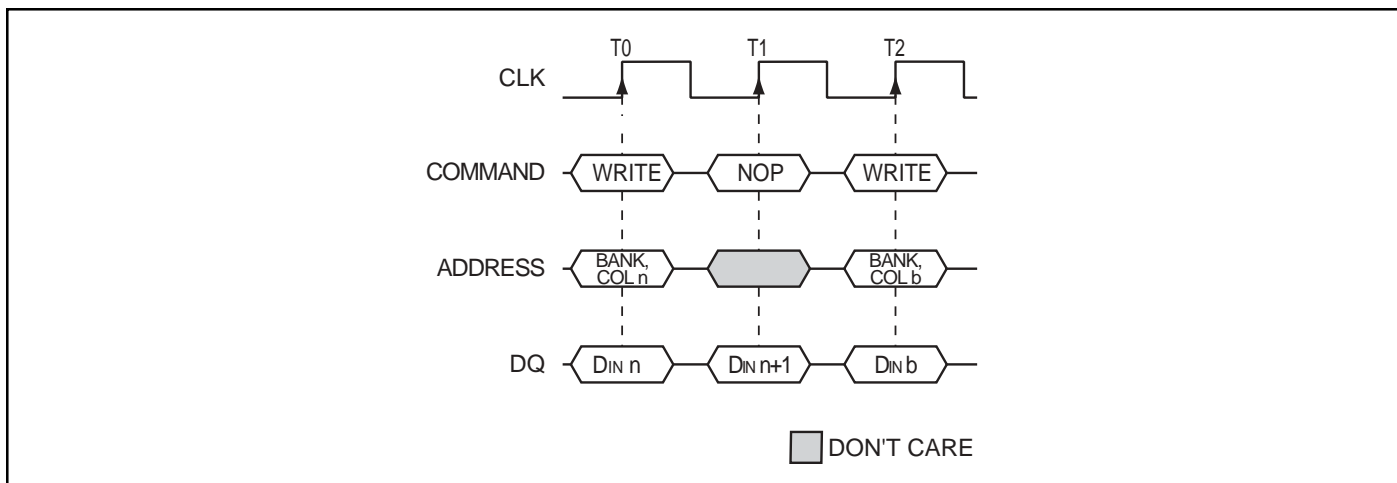 T0 T1 T2
CLK
COMMAND WRITE NOP WRITE
ADDRESS BANK, COL n BANK, COL b
DQ DIN n DIN n+1 DIN b
DON'T CARE